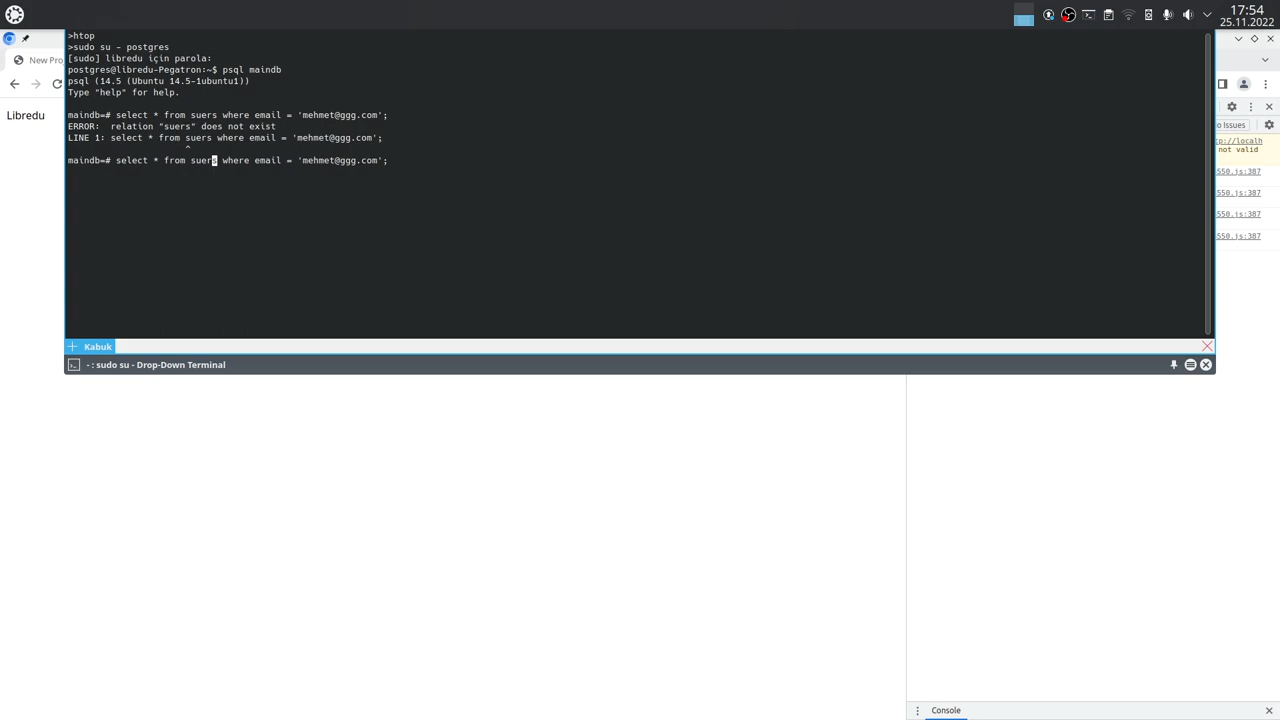 17:54
25.11.2022
New Pro
Libredu
>htop
>sudo su - postgres
[sudo] libredu için parola:
postgres@libredu-Pegatron:~$ psql maindb
psql (14.5 (Ubuntu 14.5-1ubuntu1))
Type "help" for help.
maindb=# select * from suers where email = 'mehmet@ggg.com';
ERROR:  relation "suers" does not exist
LINE 1: select * from suers where email = 'mehmet@ggg.com';
^
maindb=# select * from suers where email = 'mehmet@ggg.com';
Kabuk
- : sudo su - Drop-Down Terminal
o Issues
tp://localh
not valid
550.js:387
550.js:387
550.js:387
550.js:387
Console